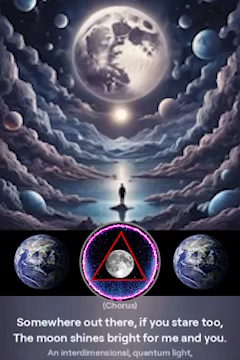 (Chorus)
Somewhere out there, if you stare too,
The moon shines bright for me and you.
An interdimensional, quantum light,